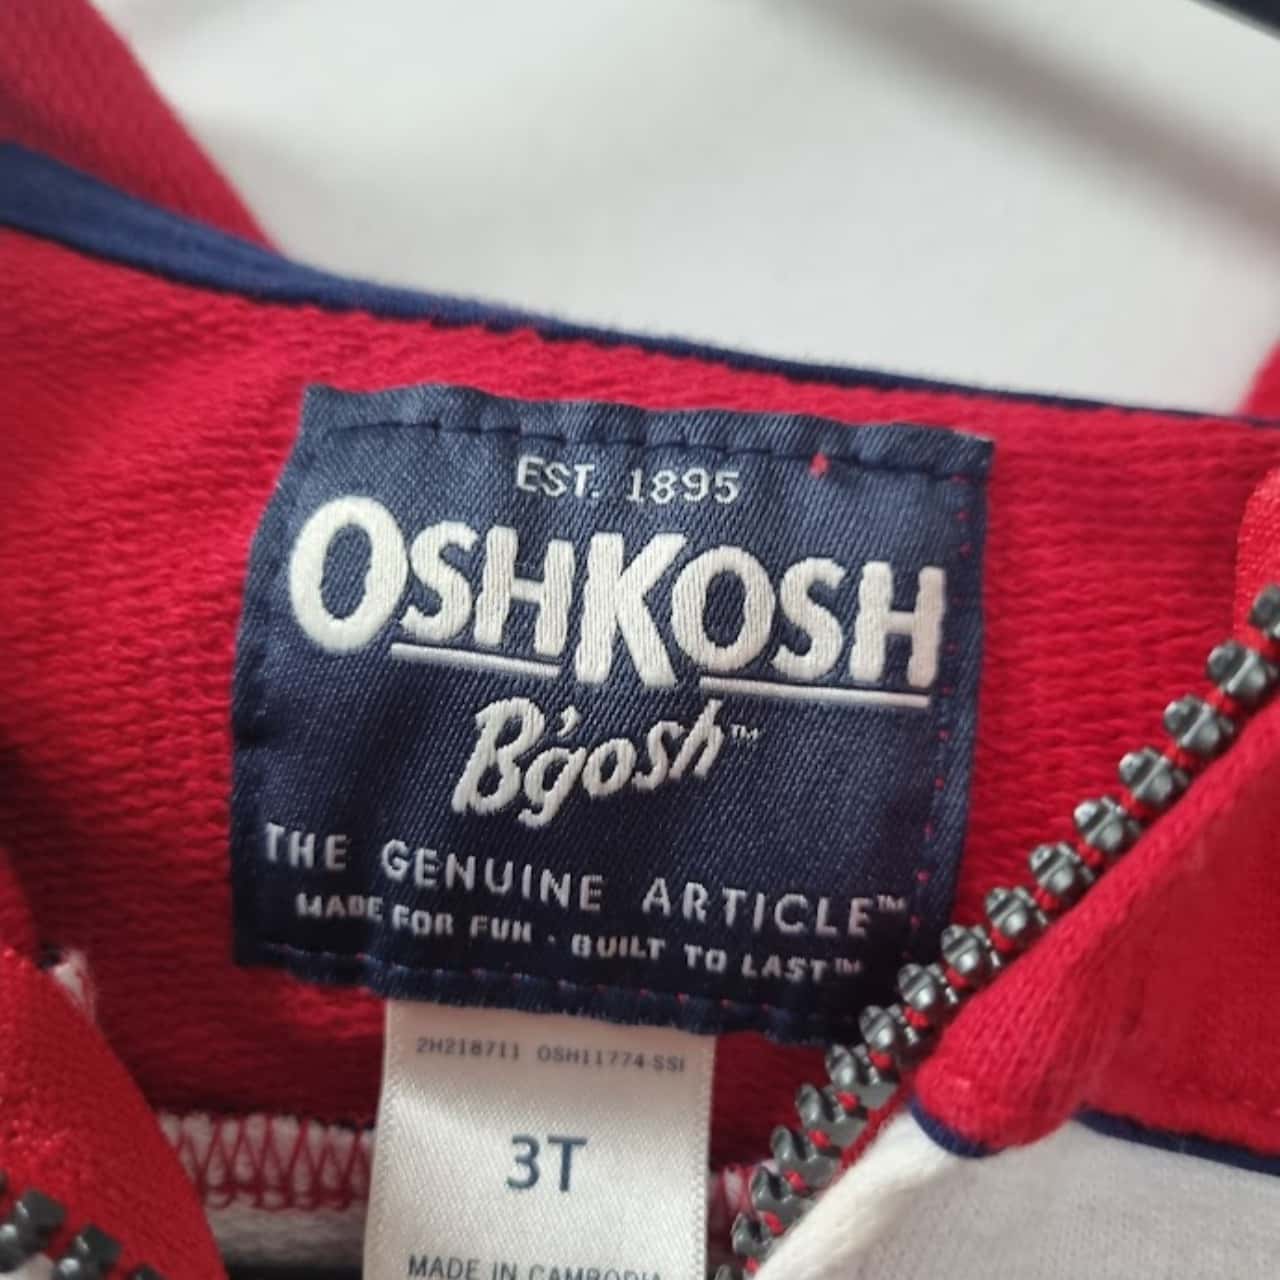 EST. 1895
OSHKOSH
B'gosh™
THE GENUINE ARTICLE™
MADE FOR FUN · BUILT TO LAST™
2H218711 OSH11774-SSI
3T
MADE IN CAMBODIA